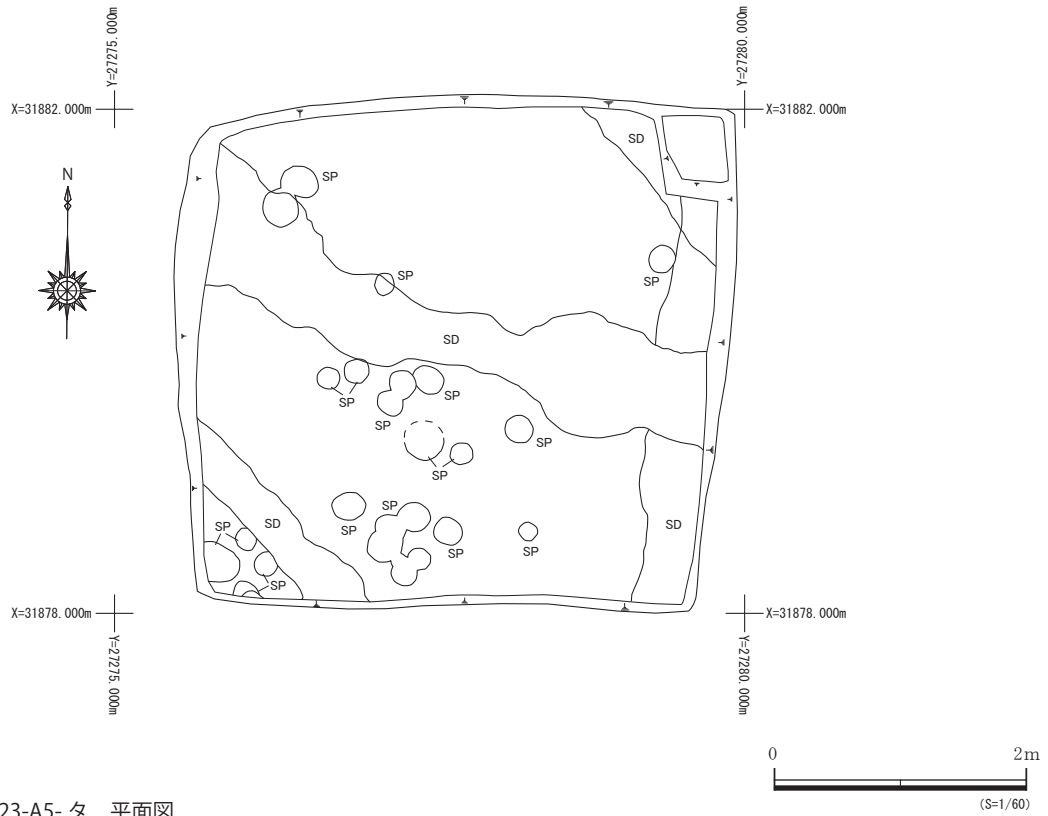 Y=27275.000m
Y=27280.000m
X=31882.000m
X=31882.000m
N
SD
SP
SP
SP
SD
SP
SP
SP
SP
SP
SP
SP
SP
SD
SP
SP
SP
SD
SP
X=31878.000m
X=31878.000m
Y=27275.000m
Y=27280.000m
0
2m
(S=1/60)
23-A5- タ 平面図